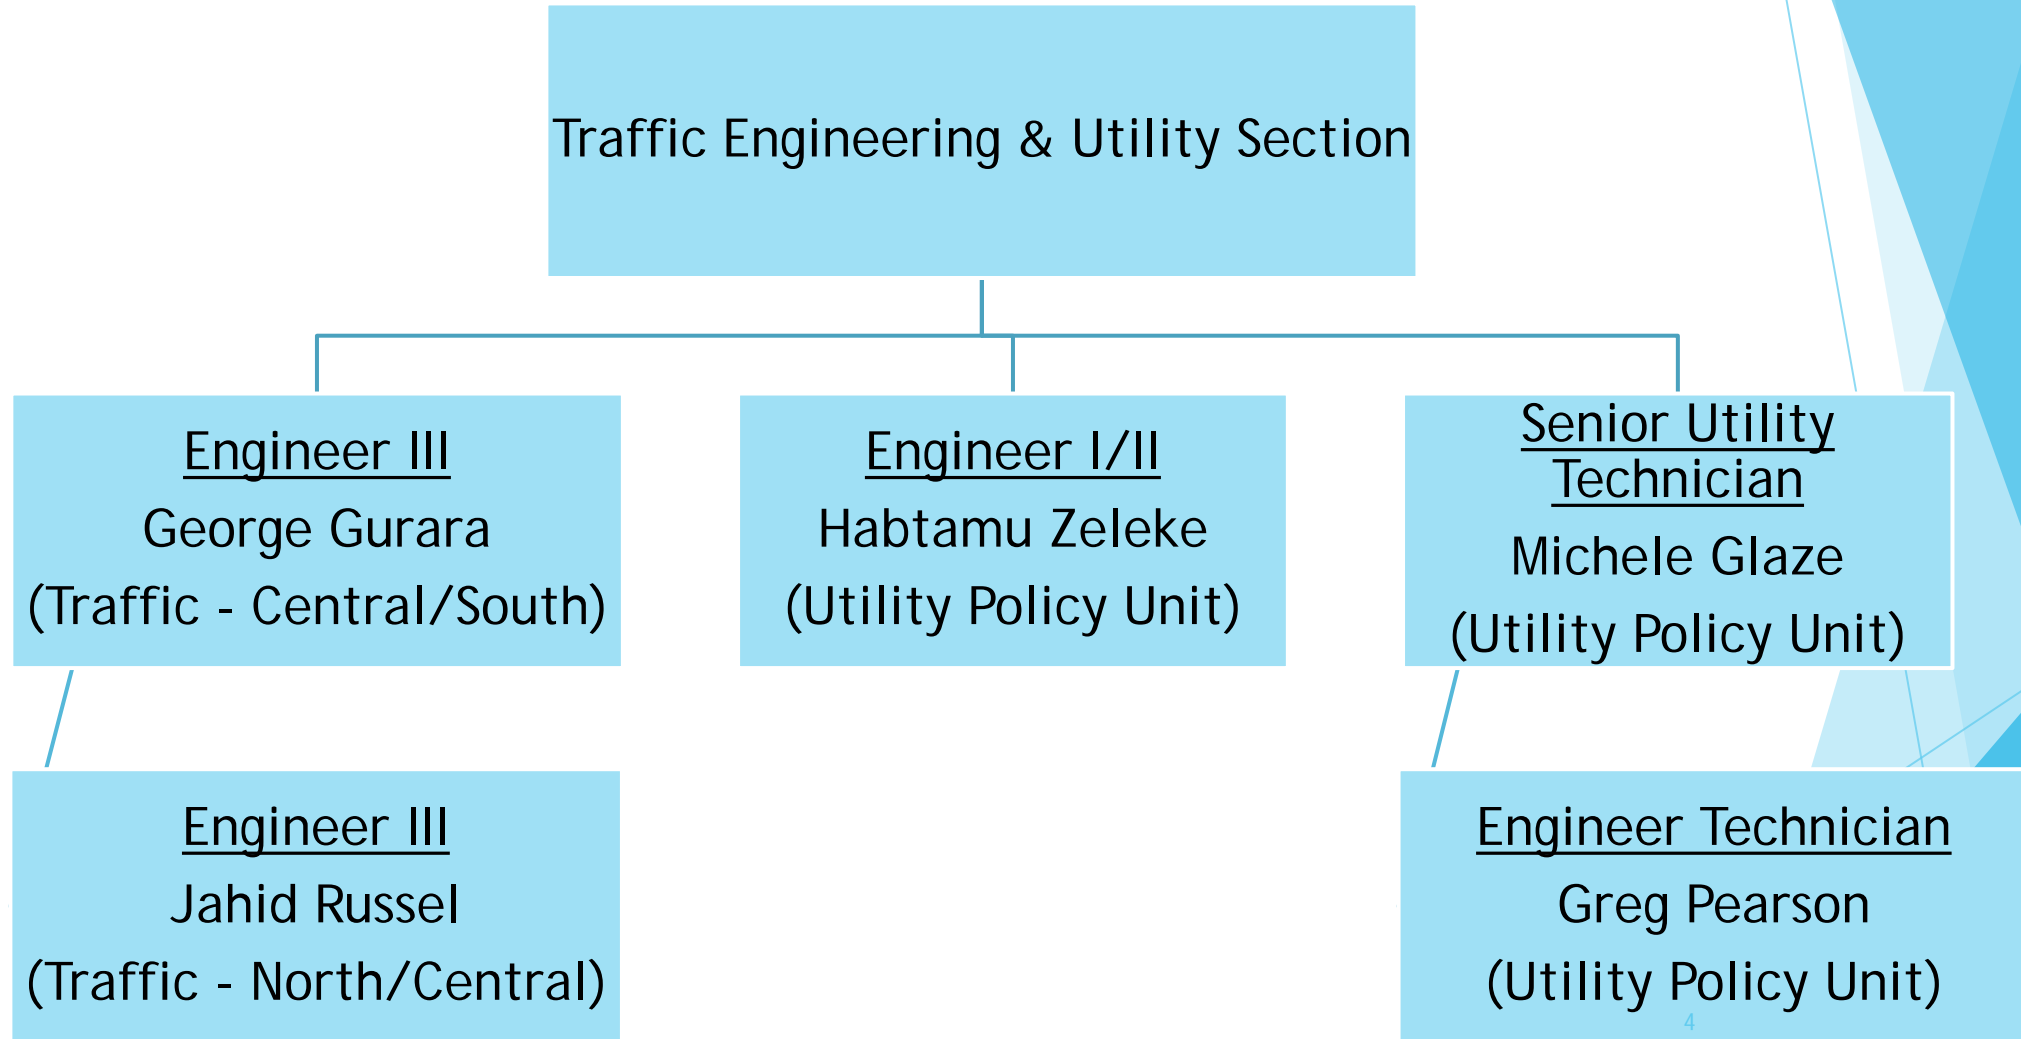 Traffic Engineering & Utility Section
Engineer III
George Gurara
(Traffic - Central/South)
Engineer I/II
Habtamu Zeleke
(Utility Policy Unit)
Senior Utility
Technician
Michele Glaze
(Utility Policy Unit)
Engineer III
Jahid Russel
(Traffic - North/Central)
Engineer Technician
Greg Pearson
(Utility Policy Unit)
4